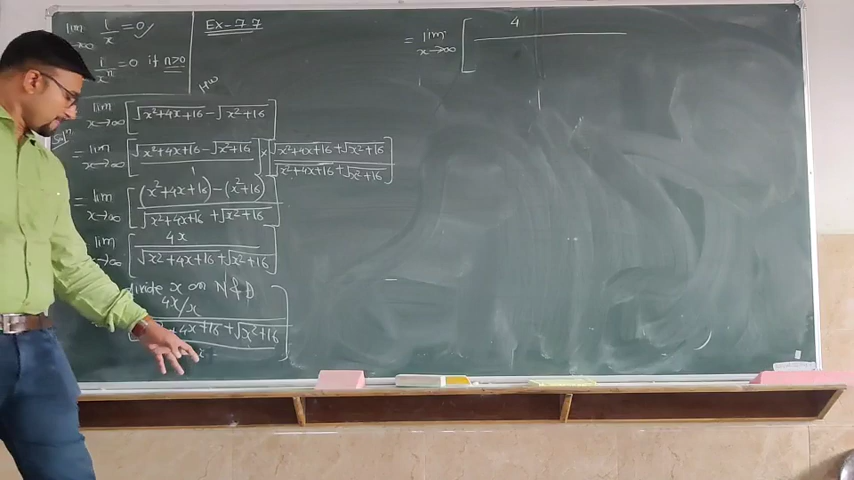 lim x→∞ 1/x = 0 ✓
1/xⁿ = 0 if n>0
Ex-7.7
HW
lim x→∞ [√x²+4x+16 - √x²+16]
Solⁿ
= lim x→∞ [(√x²+4x+16 - √x²+16)/1] × [(√x²+4x+16 + √x²+16)/(√x²+4x+16 + √x²+16)]
= lim x→∞ [((x²+4x+16) - (x²+16))/(√x²+4x+16 + √x²+16)]
= lim x→∞ [4x/(√x²+4x+16 + √x²+16)]
x on N & D
4x/x
+4x+16 + √x²+16
x
= lim x→∞ [4